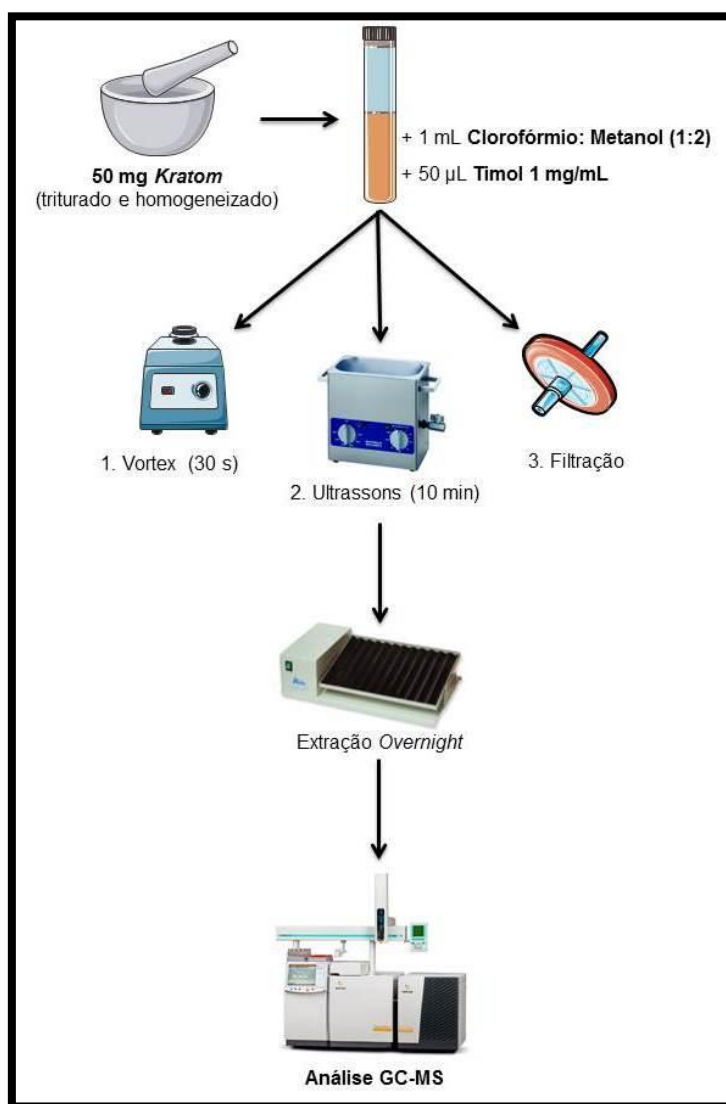 50 mg Kratom
(triturado e homogeneizado)
+ 1 mL Clorofórmio: Metanol (1:2)
+ 50 µL Timol 1 mg/mL
1. Vortex (30 s)
2. Ultrassons (10 min)
3. Filtração
Extração Overnight
Análise GC-MS